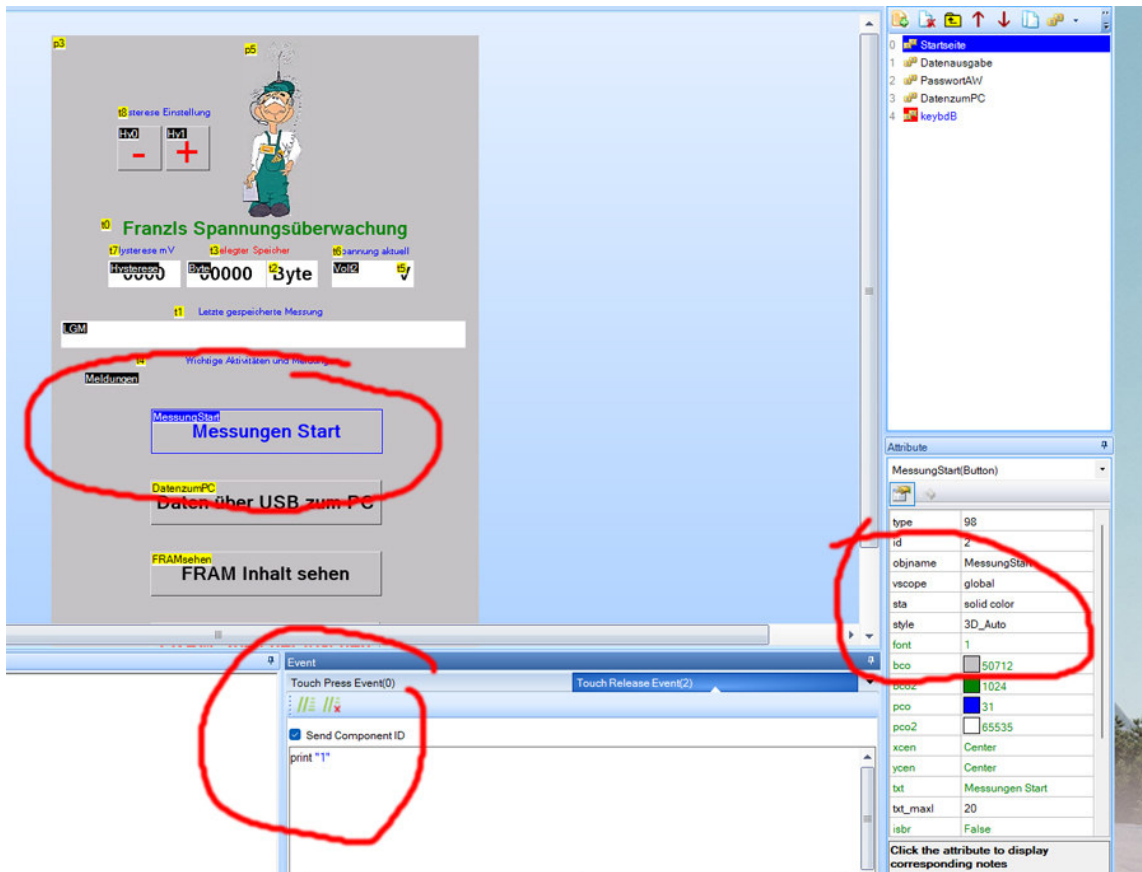 p3
p5
0 Startseite
1 Datenausgabe
2 PasswortAW
3 DatenzumPC
4 keybdB
t8 sterese Einstellung
Hv0 Hv1
- +
t0 Franzls Spannungsüberwachung
t7 lysterese mV t3 elegter Speicher t6 pannung aktuell
Hysterese Byte 00000 t2 Byte Volt2 t5
t1 Letzte gespeicherte Messung
LGM
t4 Wichtige Aktivitäten und
Meldungen
MessungStart
Messungen Start
DatenzumPC
Daten über USB zum PC
FRAMsehen
FRAM Inhalt sehen
Attribute
MessungStart(Button)
type 98
id 2
objname MessungStart
vscope global
sta solid color
style 3D_Auto
font 1
bco 50712
bco2 1024
pco 31
pco2 65535
xcen Center
ycen Center
txt Messungen Start
txt_maxl 20
isbr False
Click the attribute to display
corresponding notes
Event
Touch Press Event(0) Touch Release Event(2)
Send Component ID
print "1"